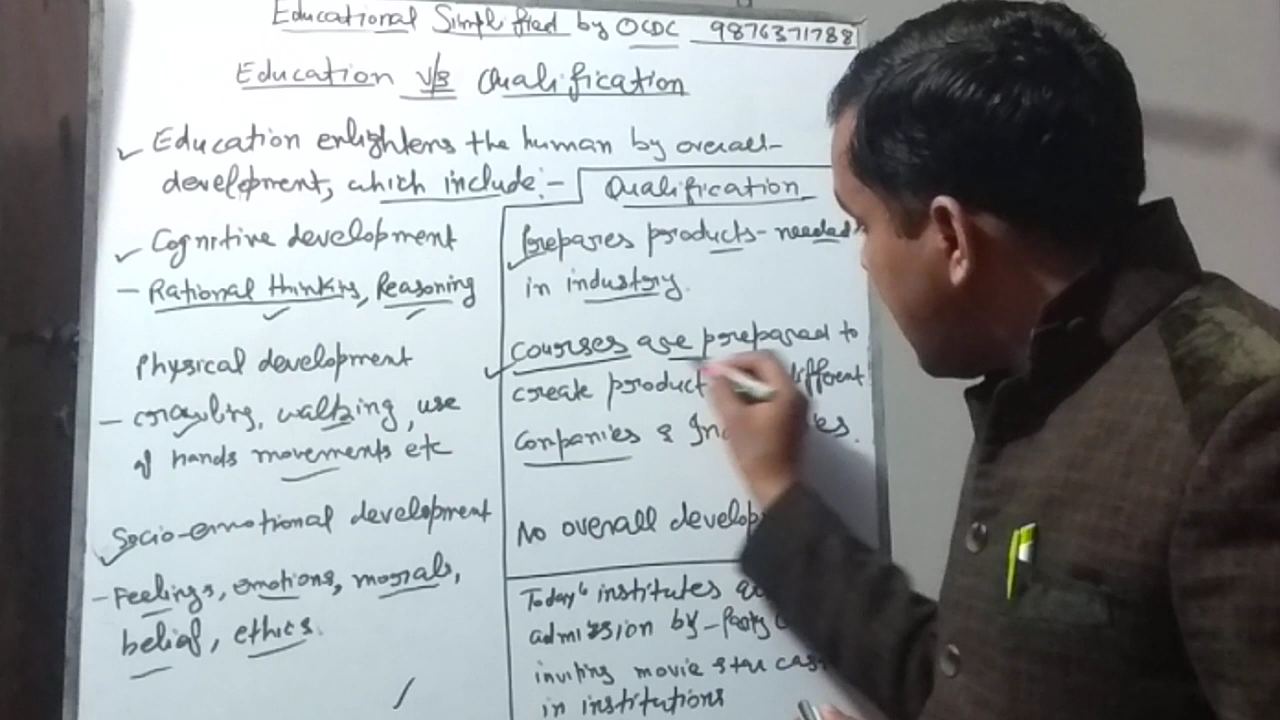 Educational Simplified by OCDC 9876371788
Education v/s Qualification
Education enlightens the human by overall
development, which include:-
Cognitive development
- Rational thinking, Reasoning
Physical development
- crawling, walking, use
of hands movements etc
Socio-emotional development
- Feelings, emotions, morals,
belief, ethics.
Qualification
Prepares products - needed
in industry.
Courses are prepared to
create product different
Companies &
No overall
Today's institutes
admission by - party
inviting movie star
in institutions